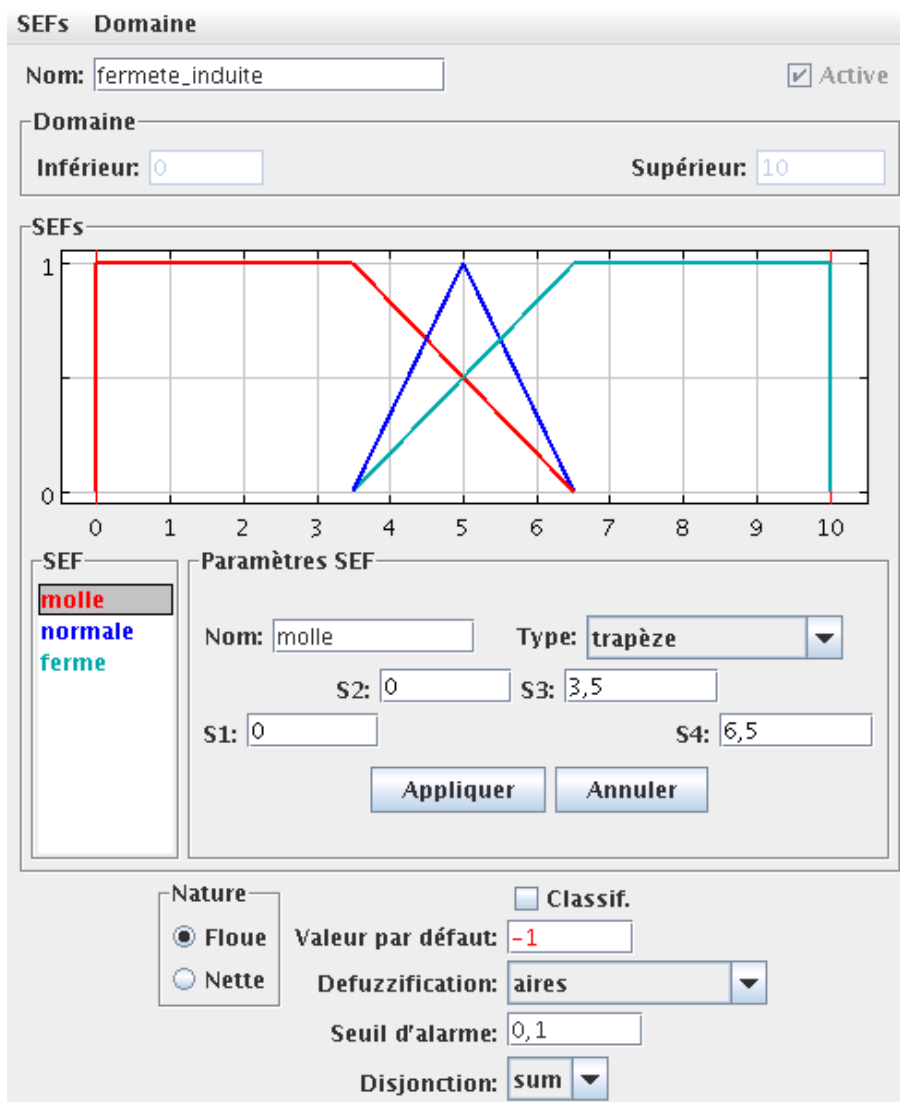 SEFs Domaine
Nom: fermete_induite Active
Domaine
Inférieur: 0 Supérieur: 10
SEFs
1
0
0 1 2 3 4 5 6 7 8 9 10
SEF Paramètres SEF
molle
normale
ferme
Nom: molle Type: trapèze
S2: 0 S3: 3,5
S1: 0 S4: 6,5
Appliquer Annuler
Nature
Floue
Nette
Classif.
Valeur par défaut: -1
Defuzzification: aires
Seuil d'alarme: 0,1
Disjonction: sum